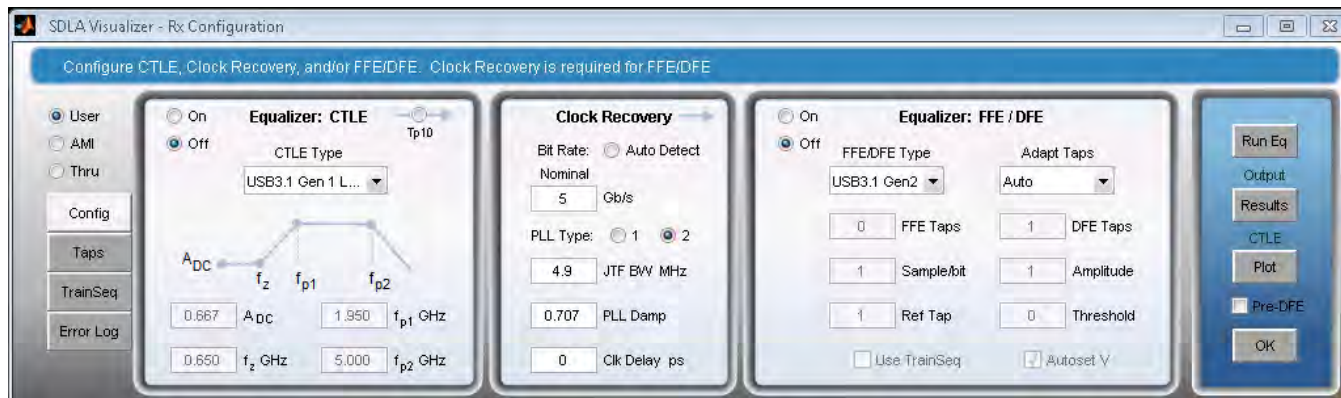 SDLA Visualizer - Rx Configuration
Configure CTLE, Clock Recovery, and/or FFE/DFE. Clock Recovery is required for FFE/DFE
User
AMI
Thru
Config
Taps
TrainSeq
Error Log
On
Off
Equalizer: CTLE
Tp10
CTLE Type
USB3.1 Gen 1 L...
ADC
fz
fp1
fp2
0.667 ADC 1.950 fp1 GHz
0.650 fz GHz 5.000 fp2 GHz
Clock Recovery
Bit Rate: Auto Detect
Nominal
5 Gb/s
PLL Type: 1 2
4.9 JTF BW MHz
0.707 PLL Damp
0 Clk Delay ps
On
Off
Equalizer: FFE / DFE
FFE/DFE Type Adapt Taps
USB3.1 Gen2 Auto
0 FFE Taps 1 DFE Taps
1 Sample/bit 1 Amplitude
1 Ref Tap 0 Threshold
Use TrainSeq Autoset V
Run Eq
Output
Results
CTLE
Plot
Pre-DFE
OK